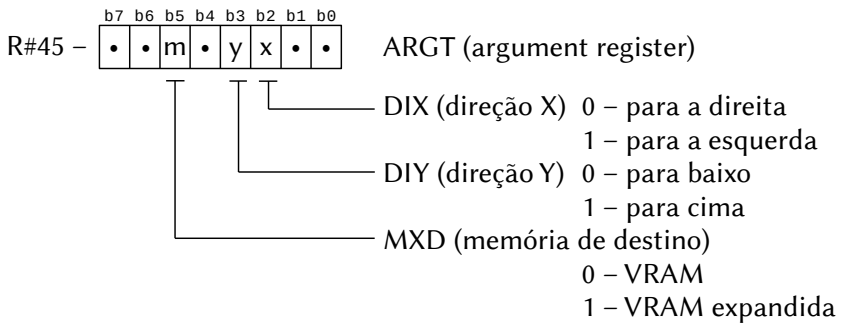 b7 b6 b5 b4 b3 b2 b1 b0
R#45 – • • m • y x • • ARGT (argument register)
DIX (direção X) 0 – para a direita
1 – para a esquerda
DIY (direção Y) 0 – para baixo
1 – para cima
MXD (memória de destino)
0 – VRAM
1 – VRAM expandida